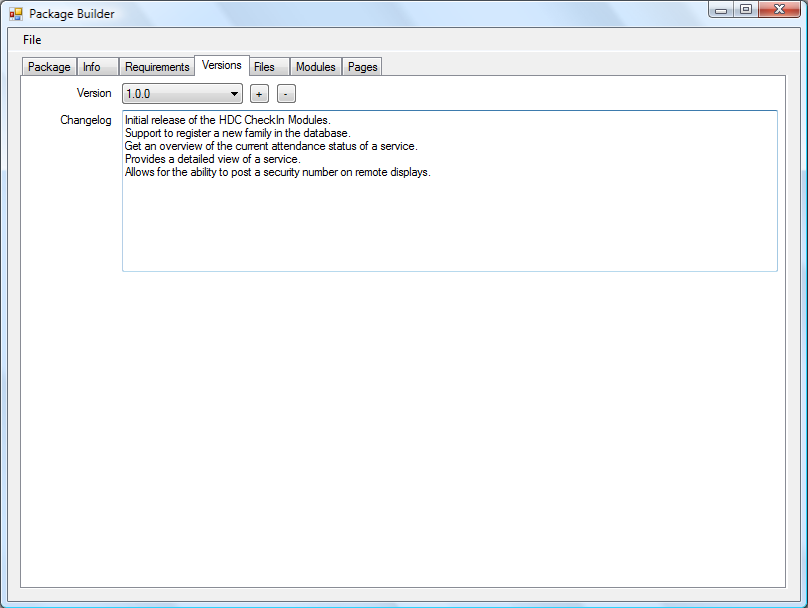 Package Builder
File
Package Info Requirements Versions Files Modules Pages
Version 1.0.0 + -
Changelog
Initial release of the HDC CheckIn Modules.
Support to register a new family in the database.
Get an overview of the current attendance status of a service.
Provides a detailed view of a service.
Allows for the ability to post a security number on remote displays.